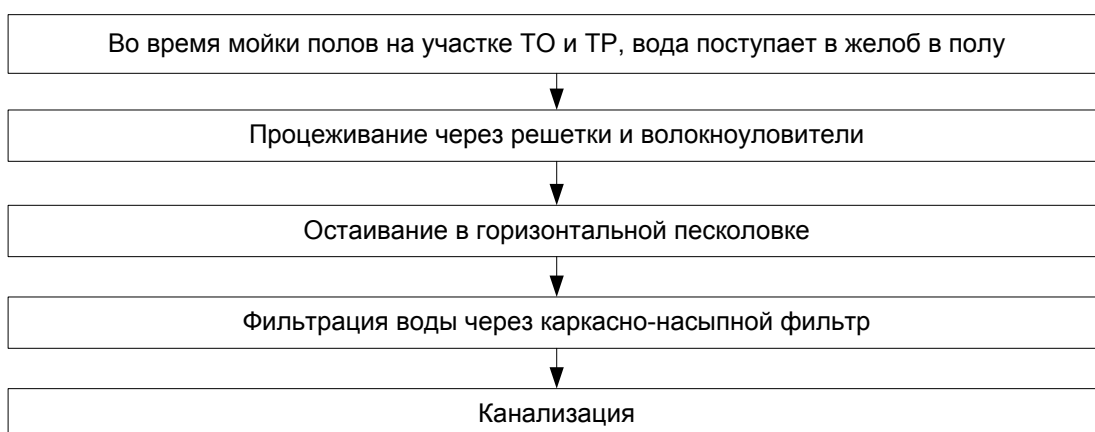 Во время мойки полов на участке ТО и ТР, вода поступает в желоб в полу
Процеживание через решетки и волокноуловители
Остаивание в горизонтальной песколовке
Фильтрация воды через каркасно-насыпной фильтр
Канализация